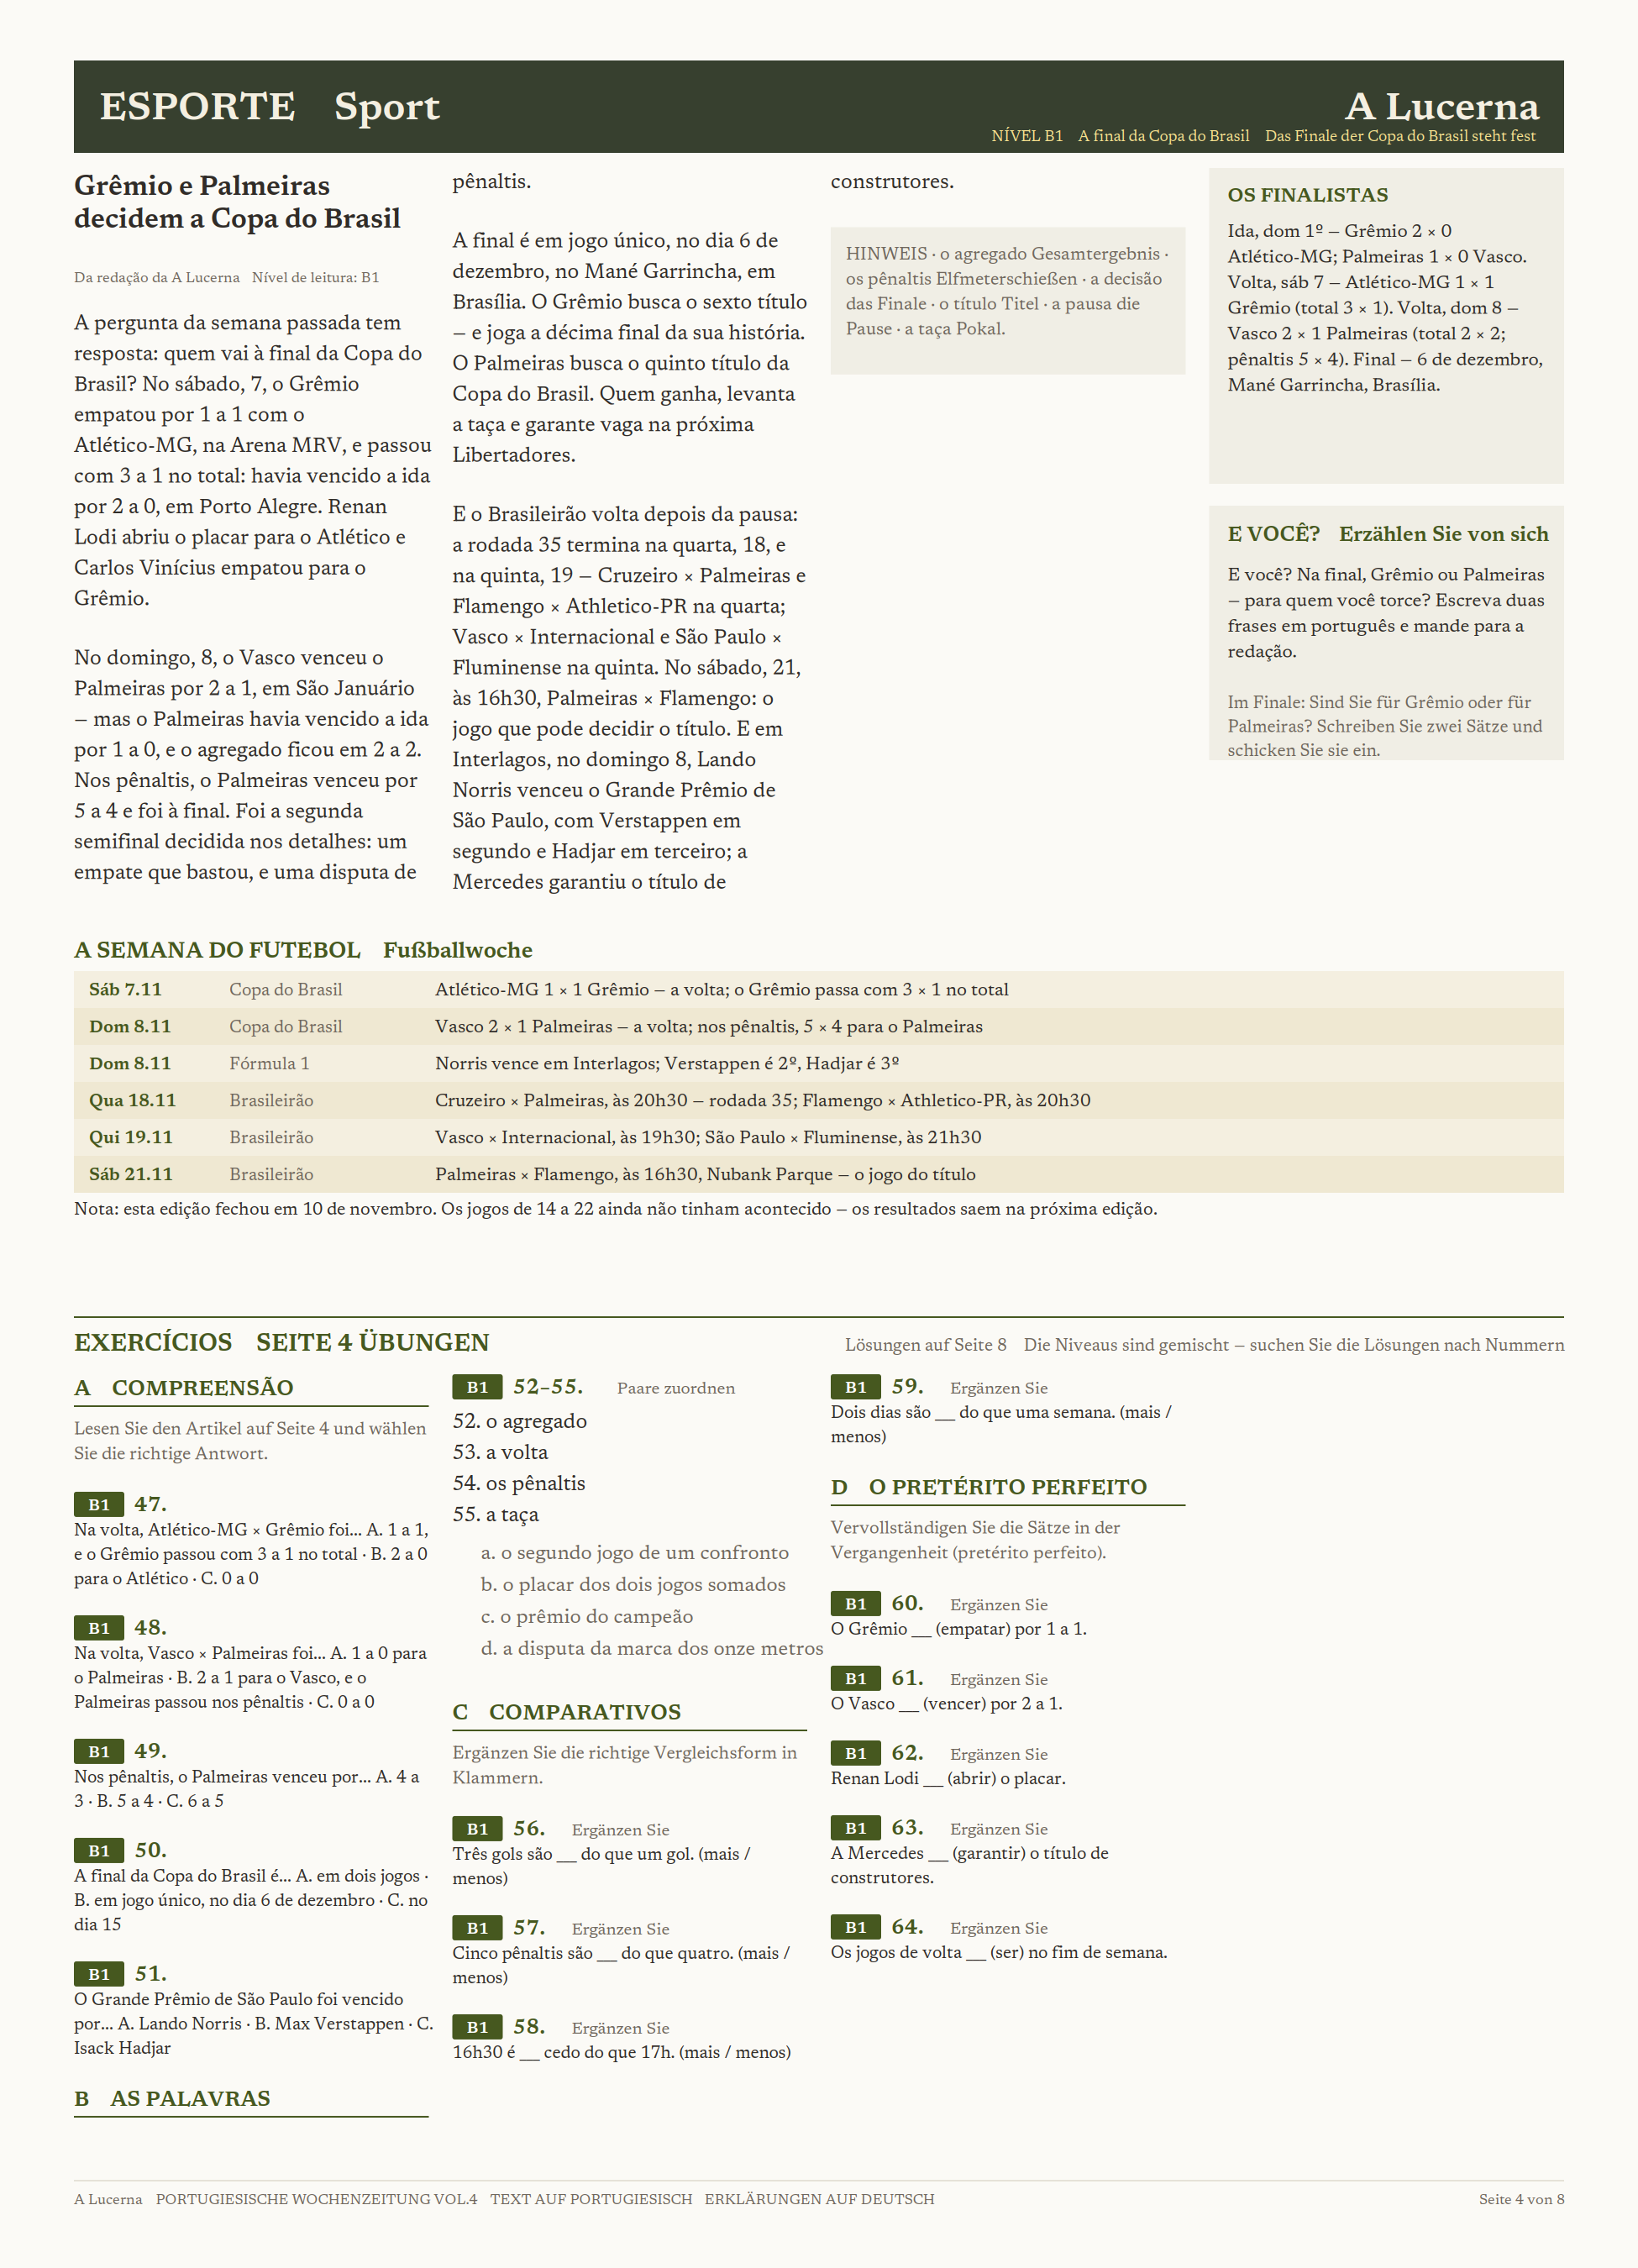 ESPORTE Sport
A Lucerna
NÍVEL B1 A final da Copa do Brasil Das Finale der Copa do Brasil steht fest
Grêmio e Palmeiras
decidem a Copa do Brasil
Da redação da A Lucerna Nível de leitura: B1
A pergunta da semana passada tem
resposta: quem vai à final da Copa do
Brasil? No sábado, 7, o Grêmio
empatou por 1 a 1 com o
Atlético-MG, na Arena MRV, e passou
com 3 a 1 no total: havia vencido a ida
por 2 a 0, em Porto Alegre. Renan
Lodi abriu o placar para o Atlético e
Carlos Vinícius empatou para o
Grêmio.
No domingo, 8, o Vasco venceu o
Palmeiras por 2 a 1, em São Januário
– mas o Palmeiras havia vencido a ida
por 1 a 0, e o agregado ficou em 2 a 2.
Nos pênaltis, o Palmeiras venceu por
5 a 4 e foi à final. Foi a segunda
semifinal decidida nos detalhes: um
empate que bastou, e uma disputa de
pênaltis.
A final é em jogo único, no dia 6 de
dezembro, no Mané Garrincha, em
Brasília. O Grêmio busca o sexto título
– e joga a décima final da sua história.
O Palmeiras busca o quinto título da
Copa do Brasil. Quem ganha, levanta
a taça e garante vaga na próxima
Libertadores.
E o Brasileirão volta depois da pausa:
a rodada 35 termina na quarta, 18, e
na quinta, 19 – Cruzeiro × Palmeiras e
Flamengo × Athletico-PR na quarta;
Vasco × Internacional e São Paulo ×
Fluminense na quinta. No sábado, 21,
às 16h30, Palmeiras × Flamengo: o
jogo que pode decidir o título. E em
Interlagos, no domingo 8, Lando
Norris venceu o Grande Prêmio de
São Paulo, com Verstappen em
segundo e Hadjar em terceiro; a
Mercedes garantiu o título de
construtores.
HINWEIS · o agregado Gesamtergebnis ·
os pênaltis Elfmeterschießen · a decisão
das Finale · o título Titel · a pausa die
Pause · a taça Pokal.
OS FINALISTAS
Ida, dom 1º – Grêmio 2 × 0
Atlético-MG; Palmeiras 1 × 0 Vasco.
Volta, sáb 7 – Atlético-MG 1 × 1
Grêmio (total 3 × 1). Volta, dom 8 –
Vasco 2 × 1 Palmeiras (total 2 × 2;
pênaltis 5 × 4). Final – 6 de dezembro,
Mané Garrincha, Brasília.
E VOCÊ? Erzählen Sie von sich
E você? Na final, Grêmio ou Palmeiras
– para quem você torce? Escreva duas
frases em português e mande para a
redação.
Im Finale: Sind Sie für Grêmio oder für
Palmeiras? Schreiben Sie zwei Sätze und
schicken Sie sie ein.
A SEMANA DO FUTEBOL Fußballwoche
Sáb 7.11 Copa do Brasil Atlético-MG 1 × 1 Grêmio – a volta; o Grêmio passa com 3 × 1 no total
Dom 8.11 Copa do Brasil Vasco 2 × 1 Palmeiras – a volta; nos pênaltis, 5 × 4 para o Palmeiras
Dom 8.11 Fórmula 1 Norris vence em Interlagos; Verstappen é 2º, Hadjar é 3º
Qua 18.11 Brasileirão Cruzeiro × Palmeiras, às 20h30 – rodada 35; Flamengo × Athletico-PR, às 20h30
Qui 19.11 Brasileirão Vasco × Internacional, às 19h30; São Paulo × Fluminense, às 21h30
Sáb 21.11 Brasileirão Palmeiras × Flamengo, às 16h30, Nubank Parque – o jogo do título
Nota: esta edição fechou em 10 de novembro. Os jogos de 14 a 22 ainda não tinham acontecido – os resultados saem na próxima edição.
EXERCÍCIOS SEITE 4 ÜBUNGEN
Lösungen auf Seite 8 Die Niveaus sind gemischt – suchen Sie die Lösungen nach Nummern
A COMPREENSÃO
Lesen Sie den Artikel auf Seite 4 und wählen
Sie die richtige Antwort.
B1 47.
Na volta, Atlético-MG × Grêmio foi... A. 1 a 1,
e o Grêmio passou com 3 a 1 no total · B. 2 a 0
para o Atlético · C. 0 a 0
B1 48.
Na volta, Vasco × Palmeiras foi... A. 1 a 0 para
o Palmeiras · B. 2 a 1 para o Vasco, e o
Palmeiras passou nos pênaltis · C. 0 a 0
B1 49.
Nos pênaltis, o Palmeiras venceu por... A. 4 a
3 · B. 5 a 4 · C. 6 a 5
B1 50.
A final da Copa do Brasil é... A. em dois jogos ·
B. em jogo único, no dia 6 de dezembro · C. no
dia 15
B1 51.
O Grande Prêmio de São Paulo foi vencido
por... A. Lando Norris · B. Max Verstappen · C.
Isack Hadjar
B AS PALAVRAS
B1 52–55. Paare zuordnen
52. o agregado
53. a volta
54. os pênaltis
55. a taça
a. o segundo jogo de um confronto
b. o placar dos dois jogos somados
c. o prêmio do campeão
d. a disputa da marca dos onze metros
C COMPARATIVOS
Ergänzen Sie die richtige Vergleichsform in
Klammern.
B1 56. Ergänzen Sie
Três gols são __ do que um gol. (mais /
menos)
B1 57. Ergänzen Sie
Cinco pênaltis são __ do que quatro. (mais /
menos)
B1 58. Ergänzen Sie
16h30 é __ cedo do que 17h. (mais / menos)
B1 59. Ergänzen Sie
Dois dias são __ do que uma semana. (mais /
menos)
D O PRETÉRITO PERFEITO
Vervollständigen Sie die Sätze in der
Vergangenheit (pretérito perfeito).
B1 60. Ergänzen Sie
O Grêmio __ (empatar) por 1 a 1.
B1 61. Ergänzen Sie
O Vasco __ (vencer) por 2 a 1.
B1 62. Ergänzen Sie
Renan Lodi __ (abrir) o placar.
B1 63. Ergänzen Sie
A Mercedes __ (garantir) o título de
construtores.
B1 64. Ergänzen Sie
Os jogos de volta __ (ser) no fim de semana.
A Lucerna PORTUGIESISCHE WOCHENZEITUNG VOL.4 TEXT AUF PORTUGIESISCH ERKLÄRUNGEN AUF DEUTSCH
Seite 4 von 8